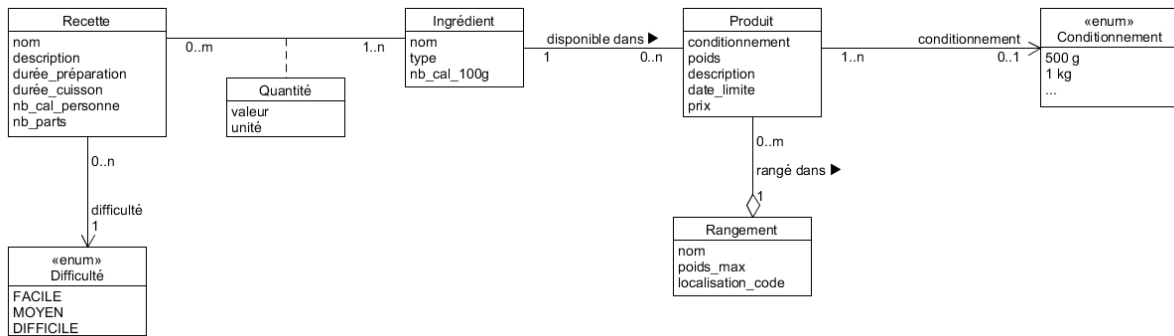 Recette
nom
description
durée_préparation
durée_cuisson
nb_cal_personne
nb_parts
0..m
1..n
Quantité
valeur
unité
Ingrédient
nom
type
nb_cal_100g
disponible dans ▶
1
0..n
Produit
conditionnement
poids
description
date_limite
prix
conditionnement
1..n
0..1
«enum»
Conditionnement
500 g
1 kg
...
0..n
difficulté
1
«enum»
Difficulté
FACILE
MOYEN
DIFFICILE
0..m
rangé dans ▶
1
Rangement
nom
poids_max
localisation_code